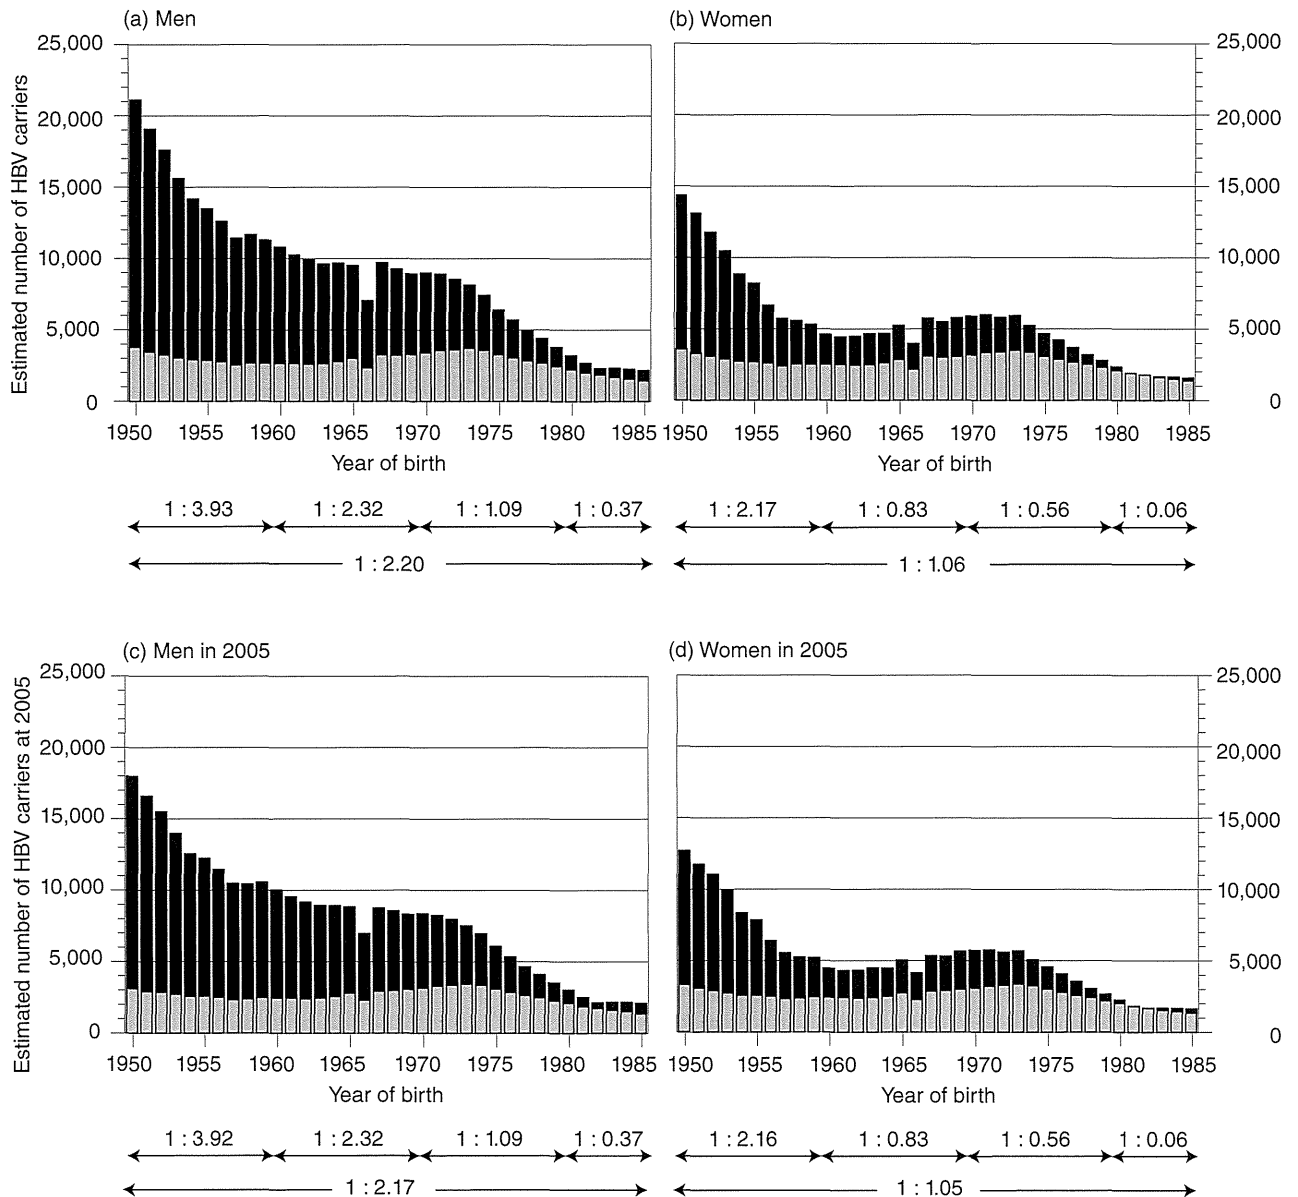 (a) Men
Estimated number of HBV carriers
25,000
20,000
15,000
10,000
5,000
0
1950 1955 1960 1965 1970 1975 1980 1985
Year of birth
1 : 3.93 1 : 2.32 1 : 1.09 1 : 0.37
1 : 2.20
(b) Women
25,000
20,000
15,000
10,000
5,000
0
1950 1955 1960 1965 1970 1975 1980 1985
Year of birth
1 : 2.17 1 : 0.83 1 : 0.56 1 : 0.06
1 : 1.06
(c) Men in 2005
Estimated number of HBV carriers at 2005
25,000
20,000
15,000
10,000
5,000
0
1950 1955 1960 1965 1970 1975 1980 1985
Year of birth
1 : 3.92 1 : 2.32 1 : 1.09 1 : 0.37
1 : 2.17
(d) Women in 2005
25,000
20,000
15,000
10,000
5,000
0
1950 1955 1960 1965 1970 1975 1980 1985
Year of birth
1 : 2.16 1 : 0.83 1 : 0.56 1 : 0.06
1 : 1.05